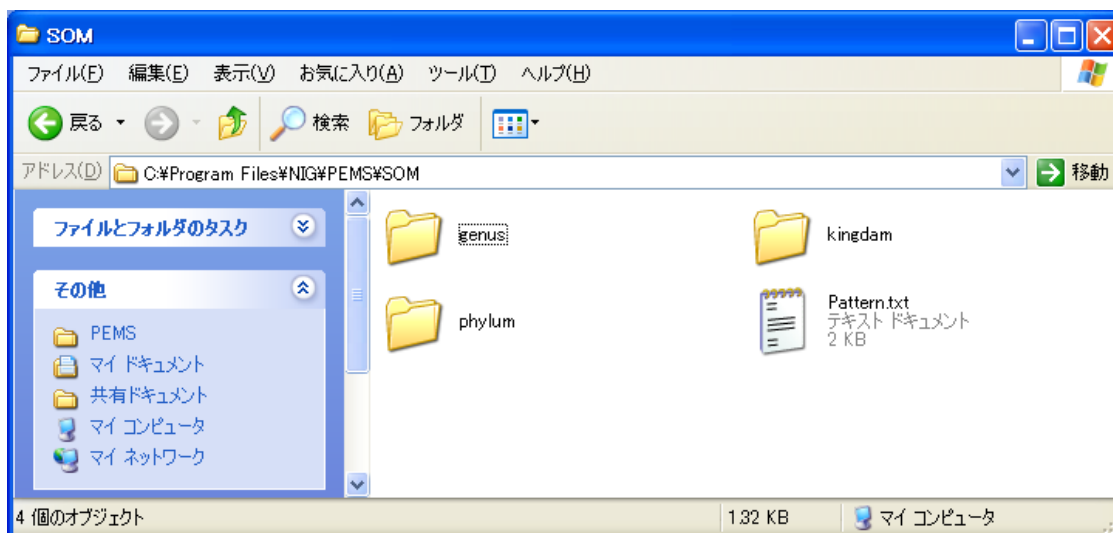 SOM
ファイル(F) 編集(E) 表示(V) お気に入り(A) ツール(T) ヘルプ(H)
戻る 検索 フォルダ
アドレス(D) C:¥Program Files¥NIG¥PEMS¥SOM 移動
ファイルとフォルダのタスク
その他
PEMS
マイ ドキュメント
共有ドキュメント
マイ コンピュータ
マイ ネットワーク
genus
kingdam
phylum
Pattern.txt
テキスト ドキュメント
2 KB
4 個のオブジェクト 1.32 KB マイ コンピュータ